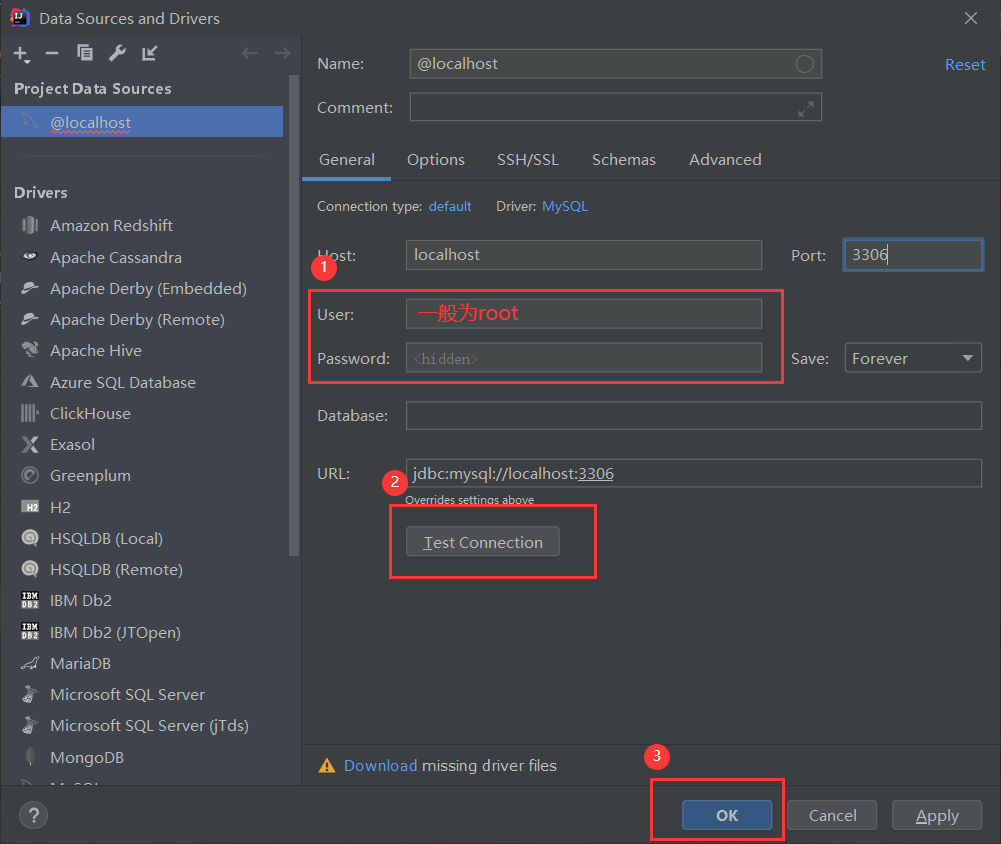 Data Sources and Drivers
Project Data Sources
@localhost
Drivers
Amazon Redshift
Apache Cassandra
Apache Derby (Embedded)
Apache Derby (Remote)
Apache Hive
Azure SQL Database
ClickHouse
Exasol
Greenplum
H2 H2
HSQLDB (Local)
HSQLDB (Remote)
IBM DB2 IBM Db2
IBM DB2 IBM Db2 (JTOpen)
MariaDB
Microsoft SQL Server
Microsoft SQL Server (jTds)
MongoDB
Name: @localhost Reset
Comment:
General Options SSH/SSL Schemas Advanced
Connection type: default Driver: MySQL
Host: localhost Port: 3306
1
User: 一般为root
Password: <hidden> Save: Forever
Database:
URL: jdbc:mysql://localhost:3306
2
Overrides settings above
Test Connection
Download missing driver files
3
? OK Cancel Apply